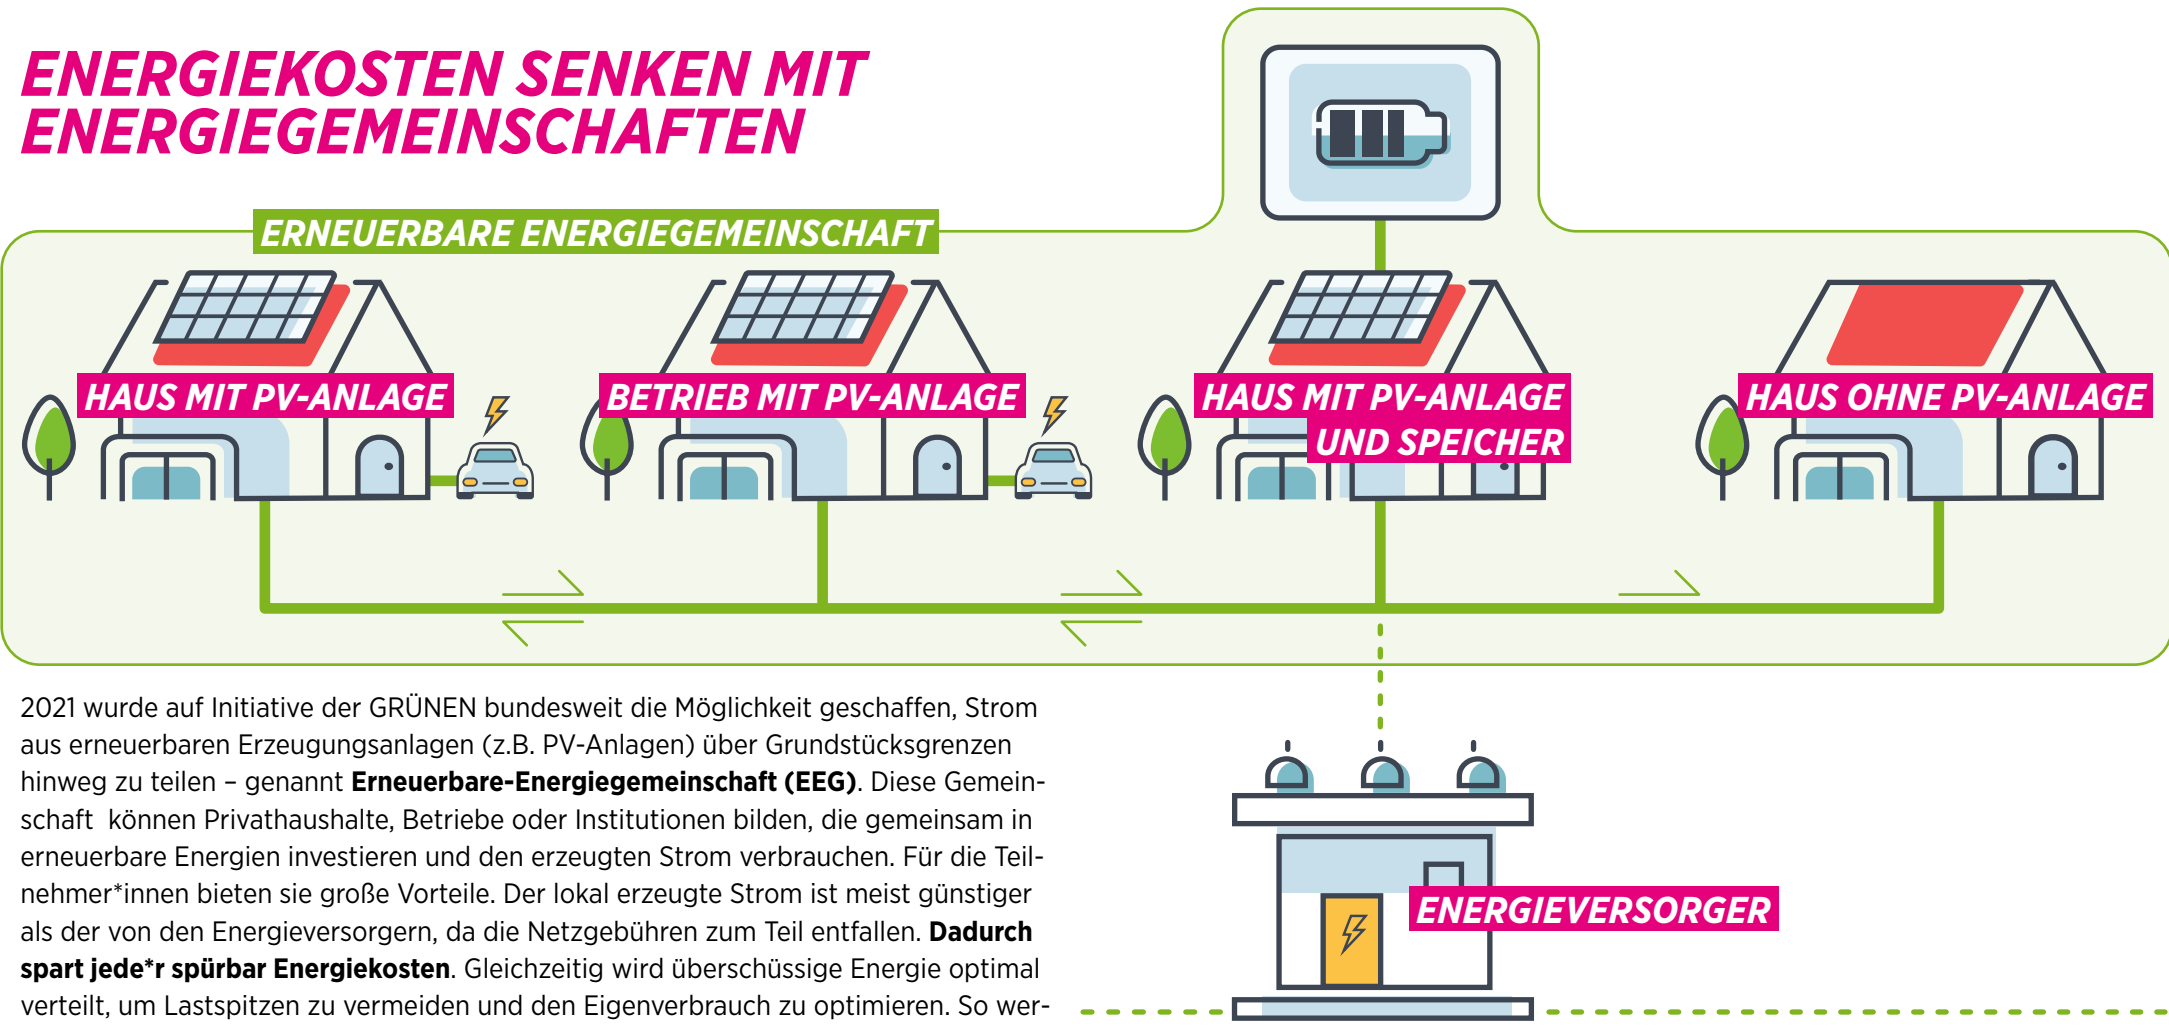 ENERGIEKOSTEN SENKEN MIT
ENERGIEGEMEINSCHAFTEN
ERNEUERBARE ENERGIEGEMEINSCHAFT
HAUS MIT PV-ANLAGE
BETRIEB MIT PV-ANLAGE
HAUS MIT PV-ANLAGE
UND SPEICHER
HAUS OHNE PV-ANLAGE
2021 wurde auf Initiative der GRÜNEN bundesweit die Möglichkeit geschaffen, Strom
aus erneuerbaren Erzeugungsanlagen (z.B. PV-Anlagen) über Grundstücksgrenzen
hinweg zu teilen – genannt Erneuerbare-Energiegemeinschaft (EEG). Diese Gemein-
schaft können Privathaushalte, Betriebe oder Institutionen bilden, die gemeinsam in
erneuerbare Energien investieren und den erzeugten Strom verbrauchen. Für die Teil-
nehmer*innen bieten sie große Vorteile. Der lokal erzeugte Strom ist meist günstiger
als der von den Energieversorgern, da die Netzgebühren zum Teil entfallen. Dadurch
spart jede*r spürbar Energiekosten. Gleichzeitig wird überschüssige Energie optimal
verteilt, um Lastspitzen zu vermeiden und den Eigenverbrauch zu optimieren. So wer-
ENERGIEVERSORGER